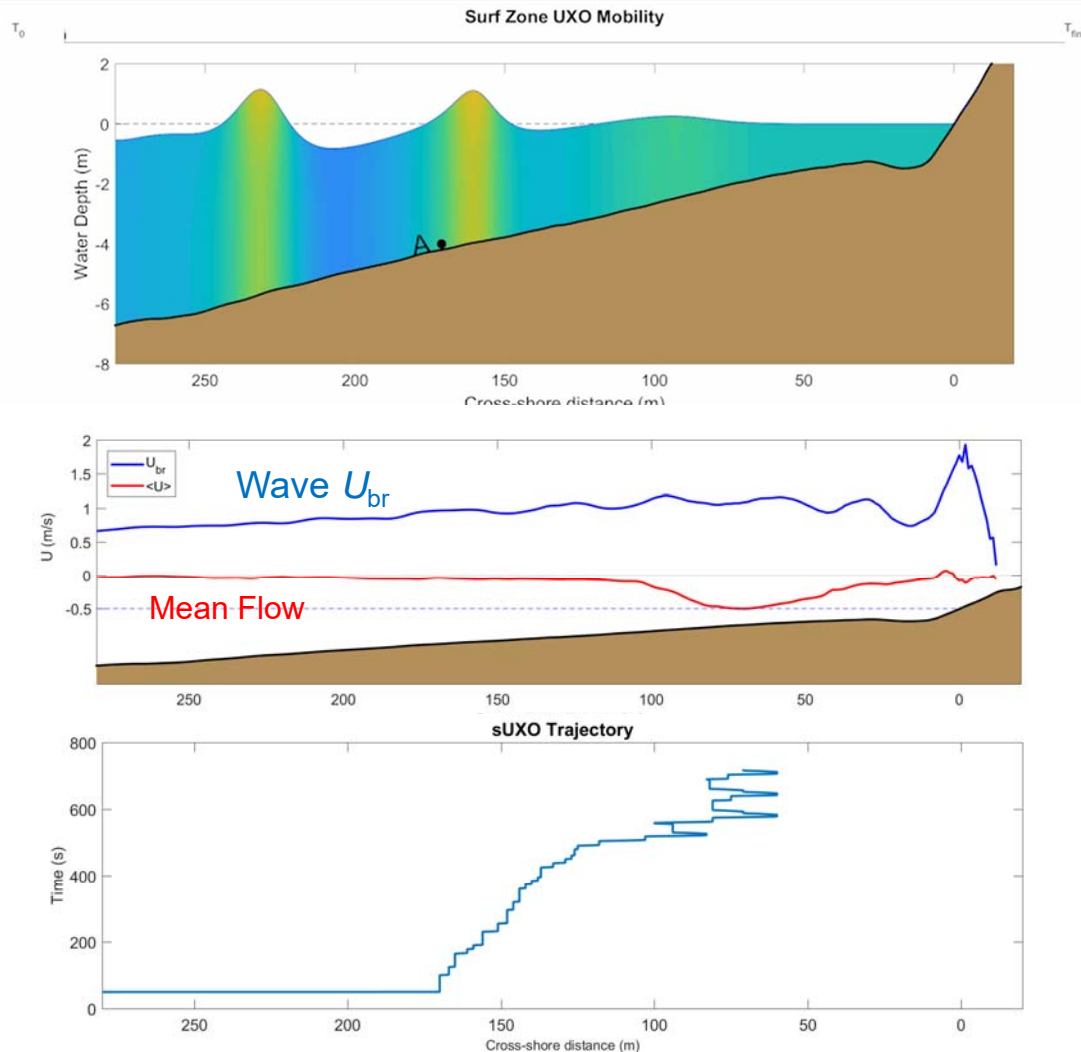 Surf Zone UXO Mobility
T0
Tfin
2
0
-2
-4
-6
-8
Water Depth (m)
A
250
200
150
100
50
0
Cross-shore distance (m)
2
1.5
1
0.5
0
-0.5
U (m/s)
Ubr
<U>
Wave Ubr
Mean Flow
250
200
150
100
50
0
sUXO Trajectory
800
600
400
200
0
Time (s)
250
200
150
100
50
0
Cross-shore distance (m)